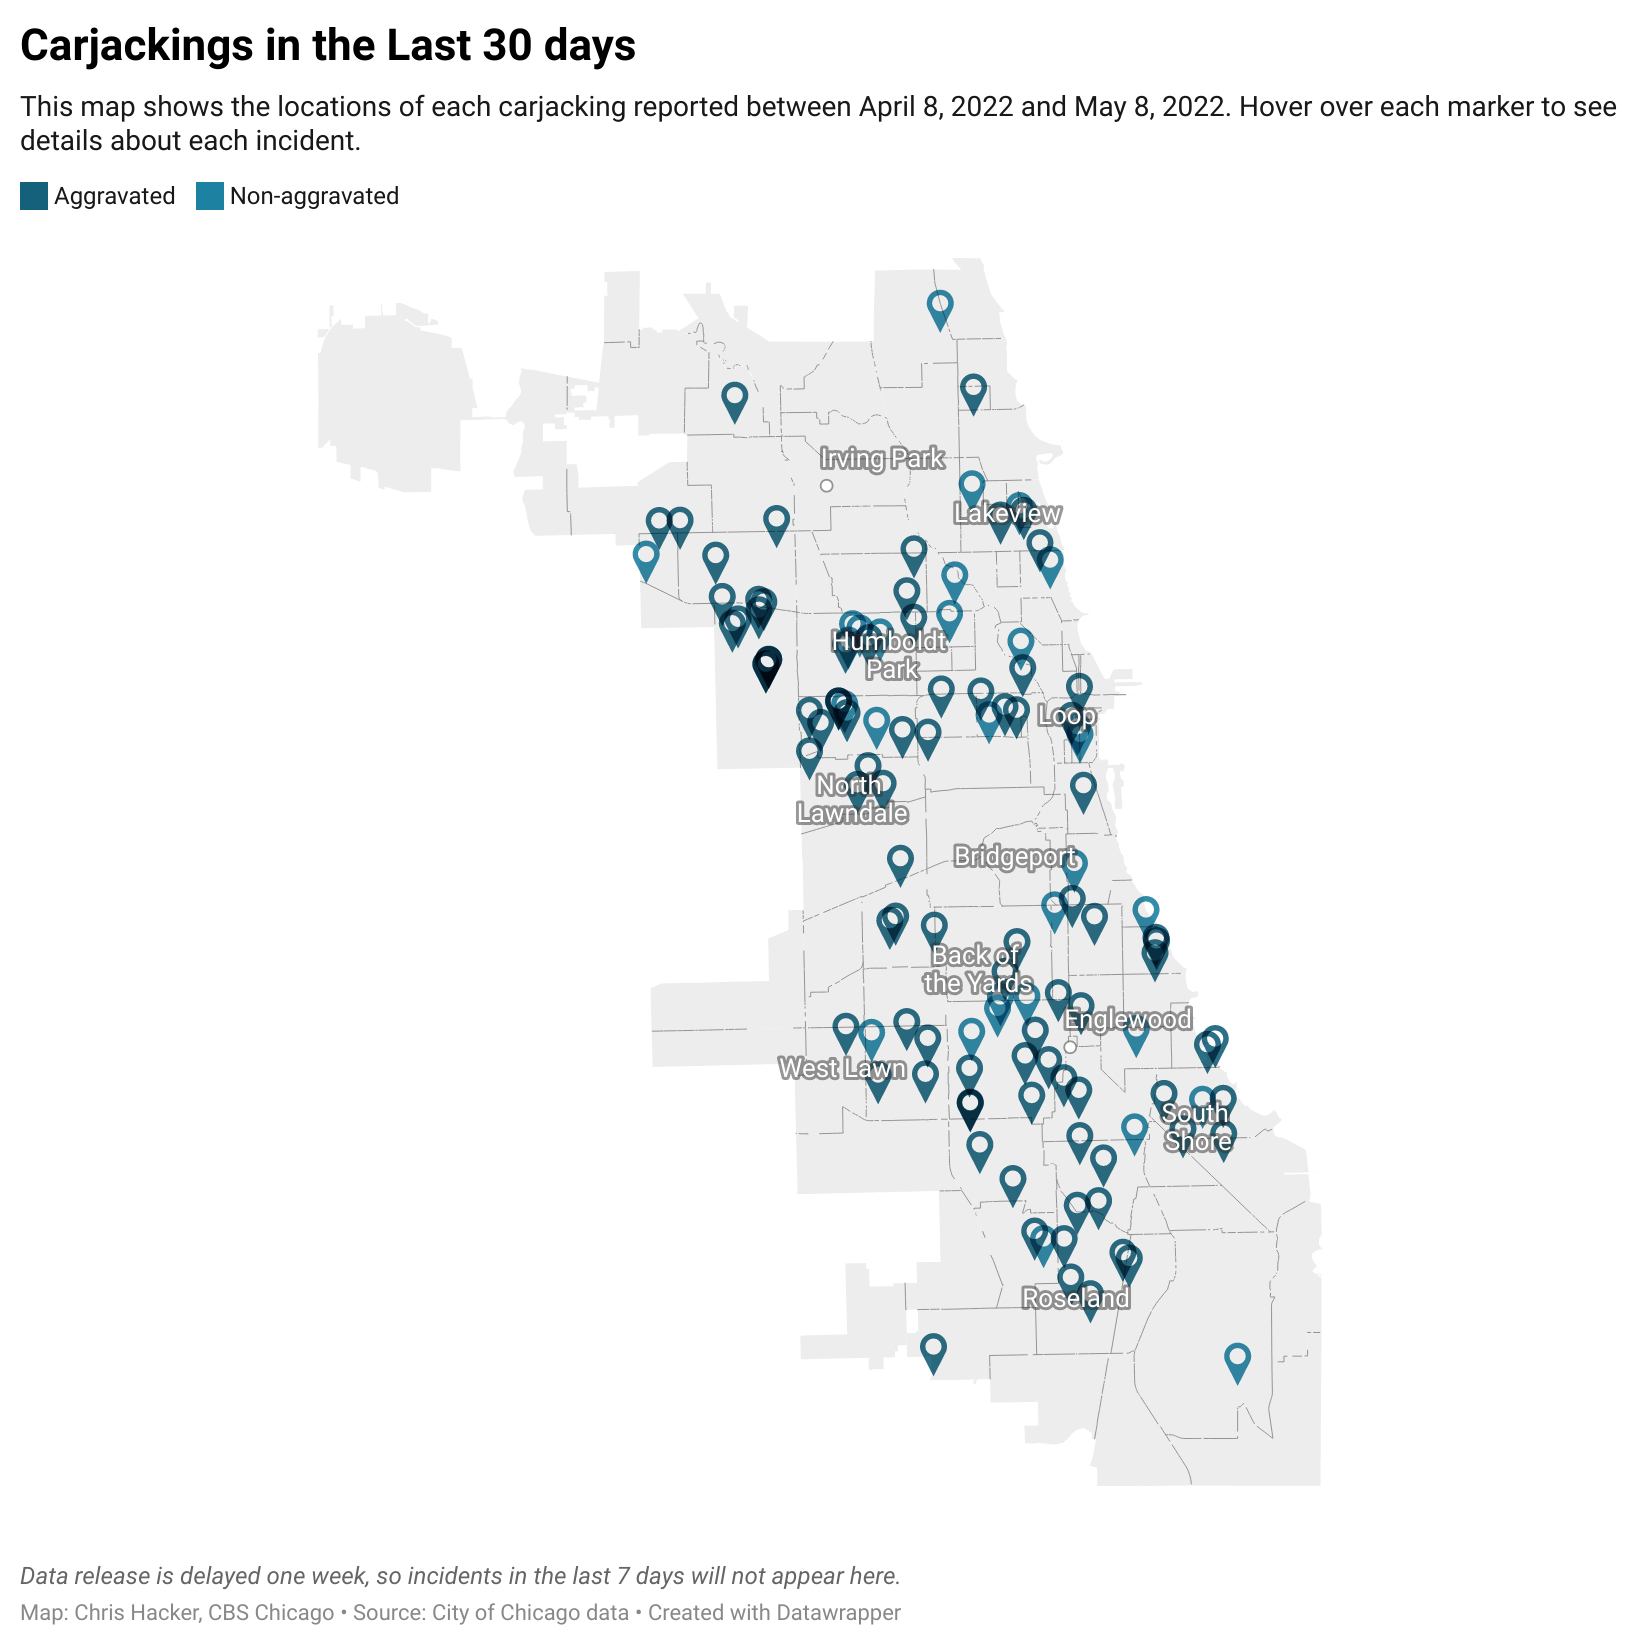 Carjackings in the Last 30 days
This map shows the locations of each carjacking reported between April 8, 2022 and May 8, 2022. Hover over each marker to see
details about each incident.
Aggravated Non-aggravated
Irving Park
Lakeview
Humboldt
Park
Loop
North
Lawndale
Bridgeport
Back of
the Yards
Englewood
West Lawn
South
Shore
Roseland
Data release is delayed one week, so incidents in the last 7 days will not appear here.
Map: Chris Hacker, CBS Chicago • Source: City of Chicago data • Created with Datawrapper